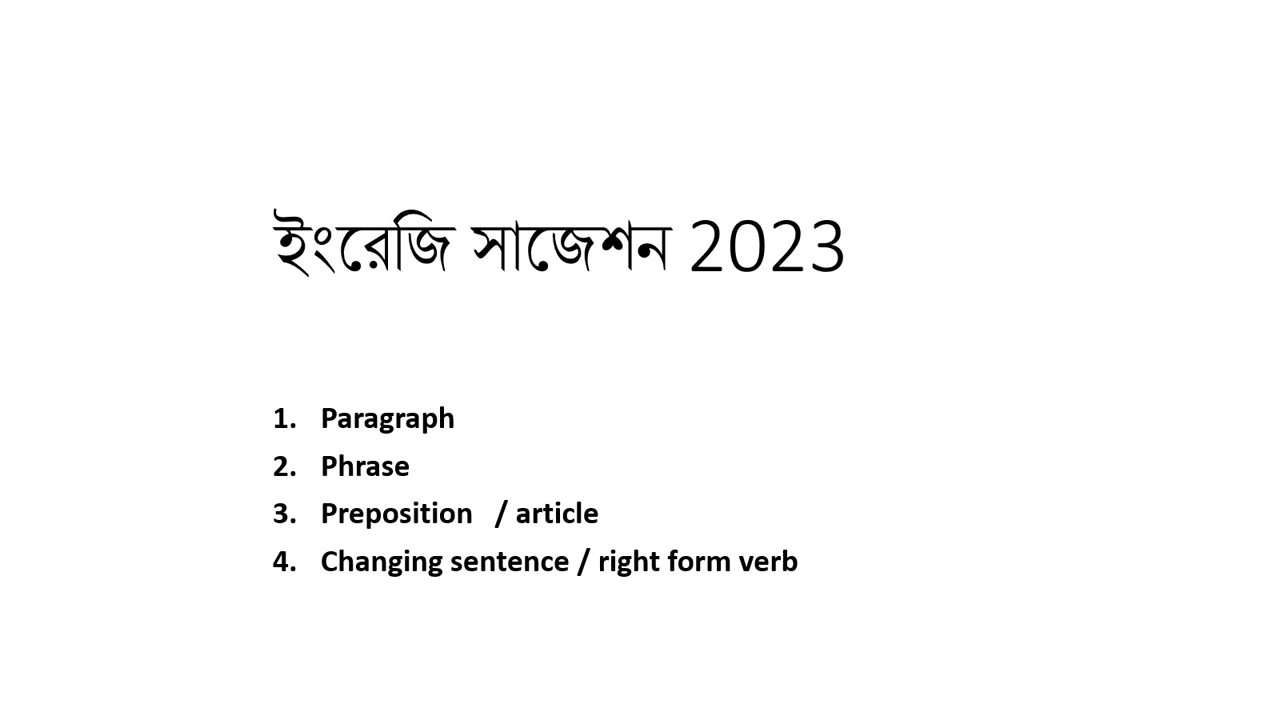 ইংরেজি সাজেশন 2023
1. Paragraph
2. Phrase
3. Preposition / article
4. Changing sentence / right form verb